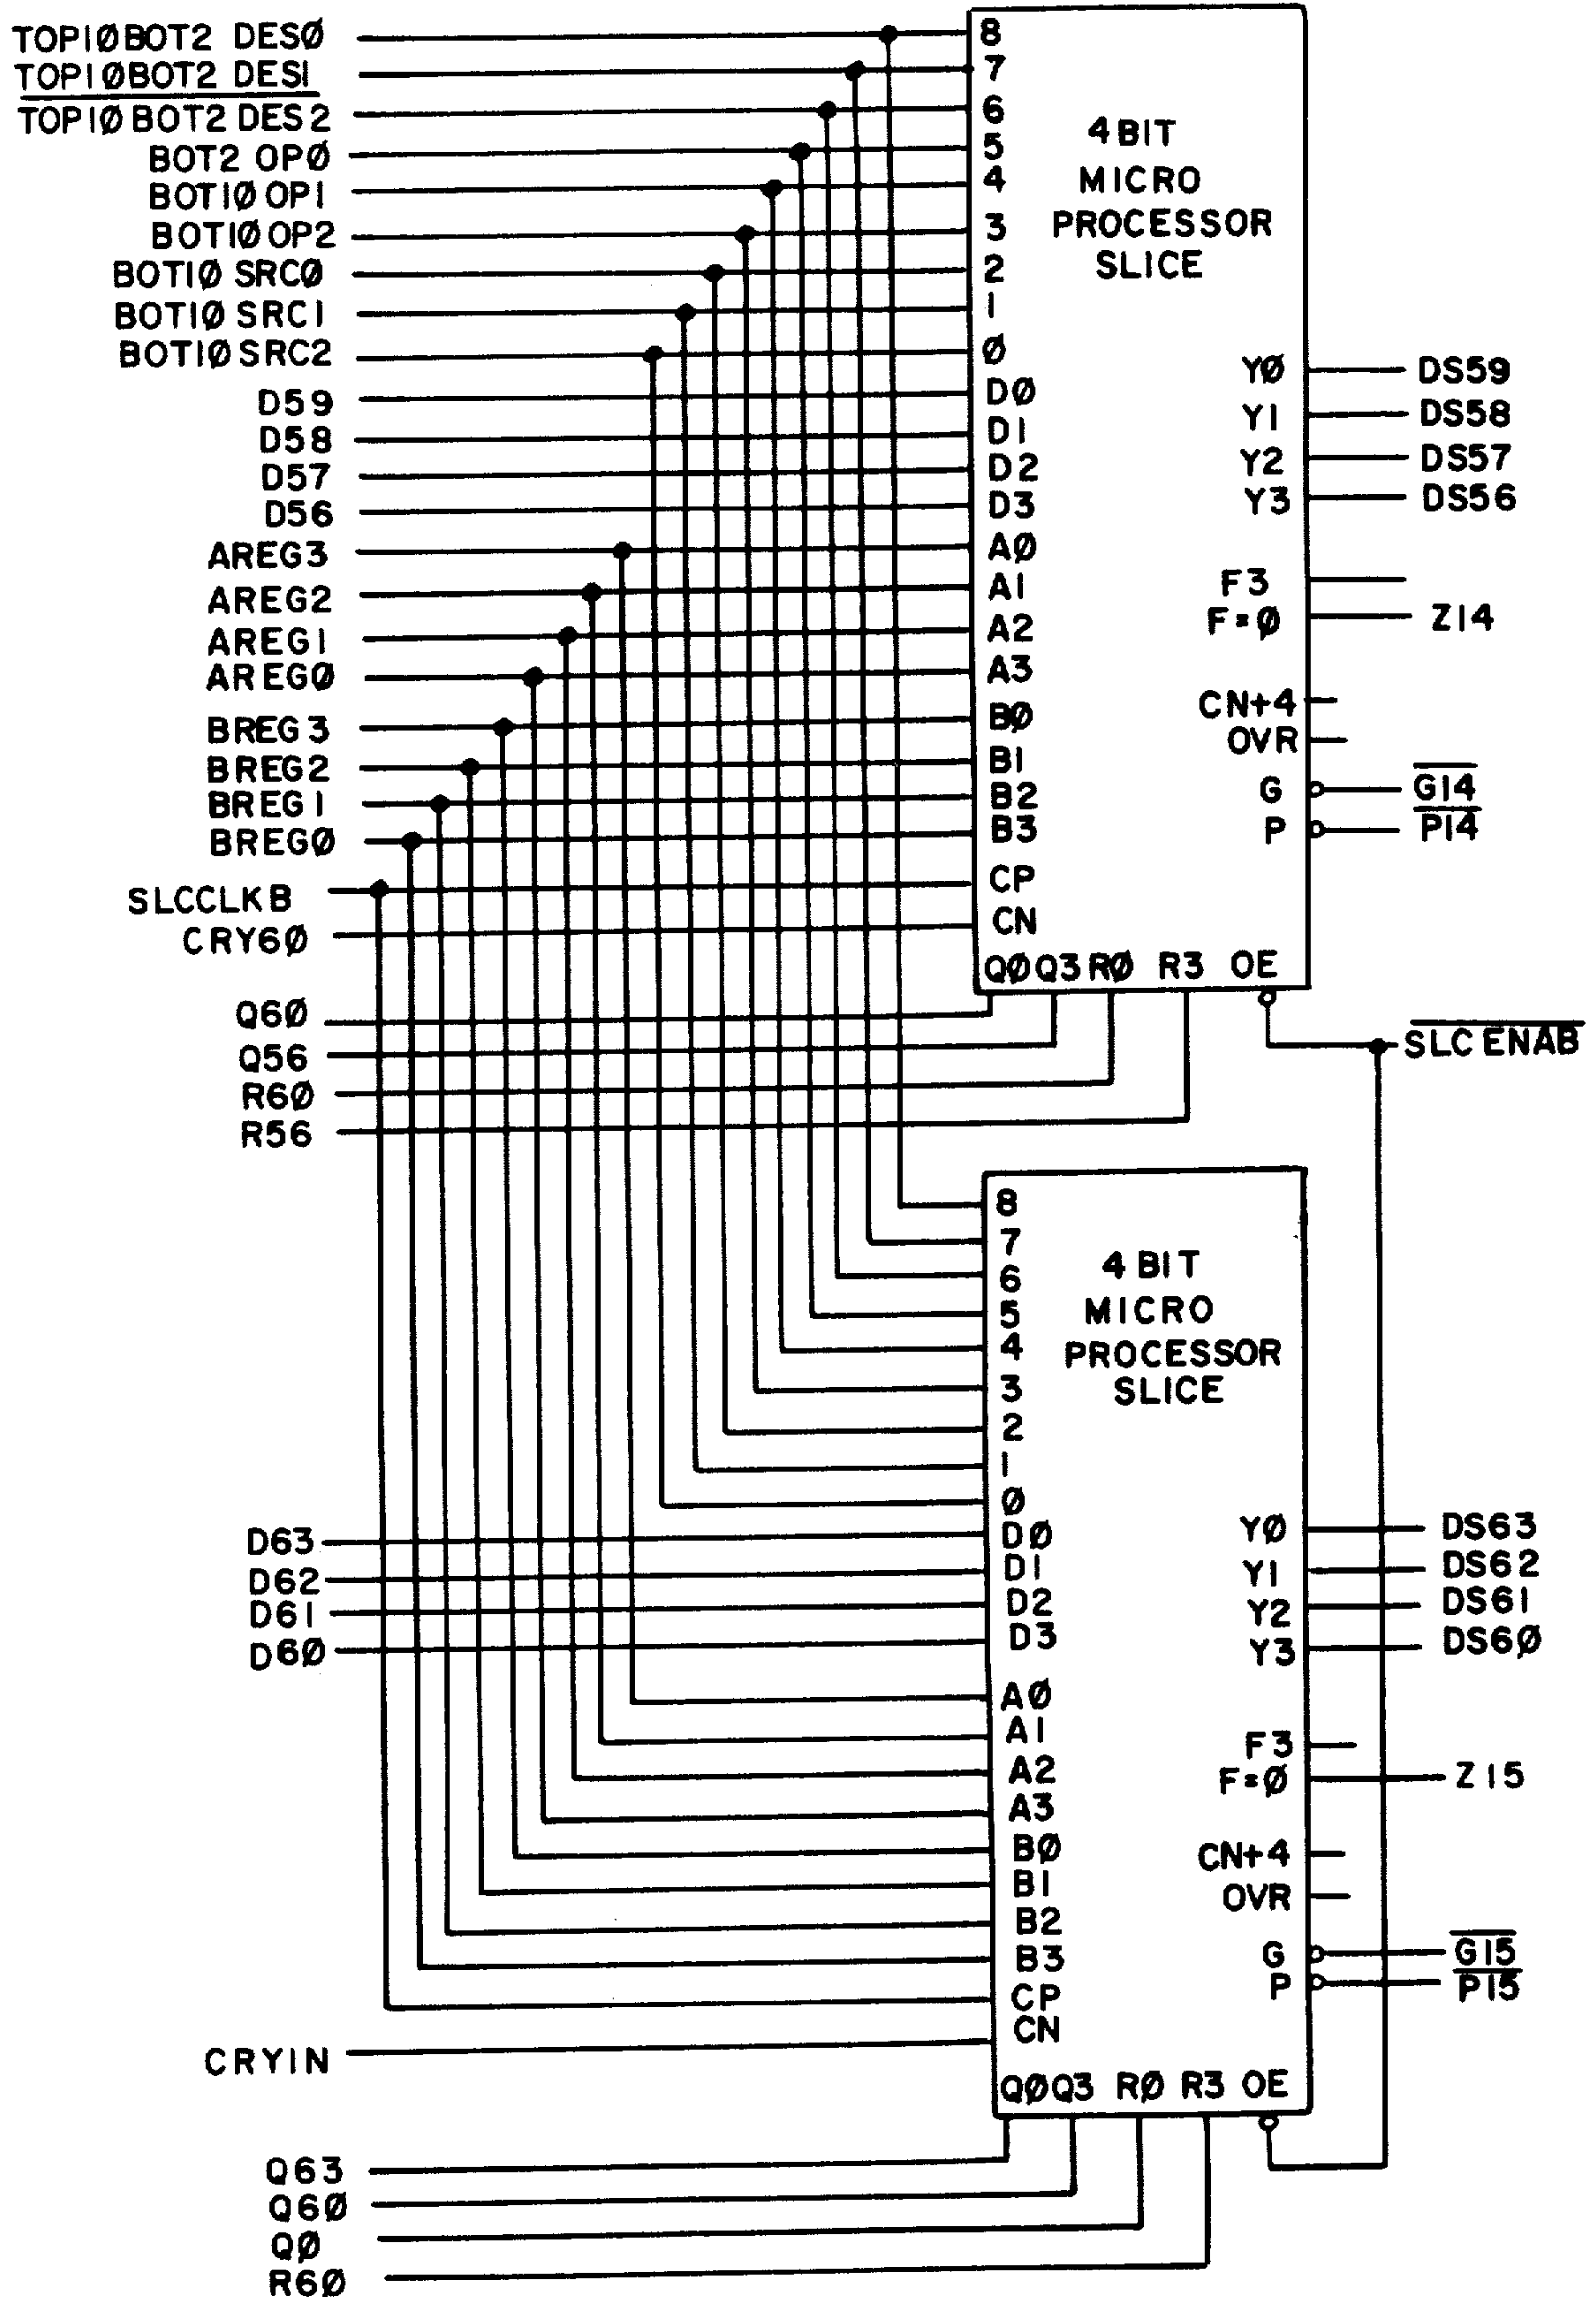 TOP1ØBOT2 DESØ
TOP1ØBOT2 DES1
TOP1ØBOT2 DES2
BOT2 OPØ
BOT1Ø OP1
BOT1Ø OP2
BOT1Ø SRCØ
BOT1Ø SRC1
BOT1Ø SRC2
D59
D58
D57
D56
AREG3
AREG2
AREG1
AREGØ
BREG3
BREG2
BREG1
BREGØ
SLCCLKB
CRY6Ø
Q6Ø
Q56
R6Ø
R56
8
7
6
5
4
3
2
1
Ø
DØ
D1
D2
D3
AØ
A1
A2
A3
BØ
B1
B2
B3
CP
CN
4 BIT
MICRO
PROCESSOR
SLICE
YØ
Y1
Y2
Y3
F3
F=Ø
CN+4
OVR
G
P
QØ Q3 RØ R3 OE
DS59
DS58
DS57
DS56
Z14
G14
P14
SLC ENAB
8
7
6
5
4
3
2
1
Ø
DØ
D1
D2
D3
AØ
A1
A2
A3
BØ
B1
B2
B3
CP
CN
4 BIT
MICRO
PROCESSOR
SLICE
YØ
Y1
Y2
Y3
F3
F=Ø
CN+4
OVR
G
P
QØ Q3 RØ R3 OE
D63
D62
D61
D6Ø
CRYIN
Q63
Q6Ø
QØ
R6Ø
DS63
DS62
DS61
DS6Ø
Z15
G15
P15